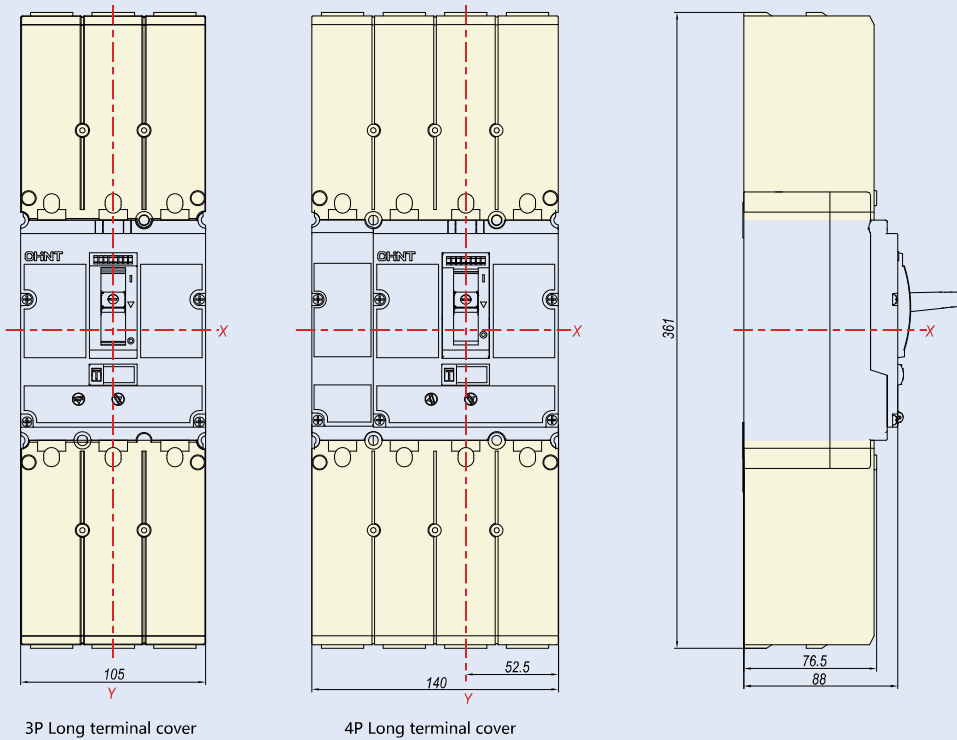 CHNT
X
105
Y
3P Long terminal cover
CHNT
X
52.5
140
Y
4P Long terminal cover
361
X
76.5
88